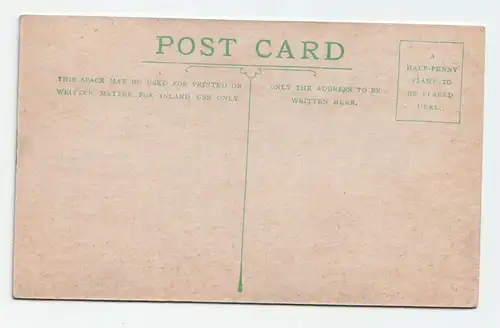 POST CARD
THIS SPACE MAY BE USED FOR PRINTED OR
WRITTEN MATTER FOR INLAND USE ONLY.
ONLY THE ADDRESS TO BE
WRITTEN HERE.
A
HALF-PENNY
STAMP TO
BE PLACED
HERE.